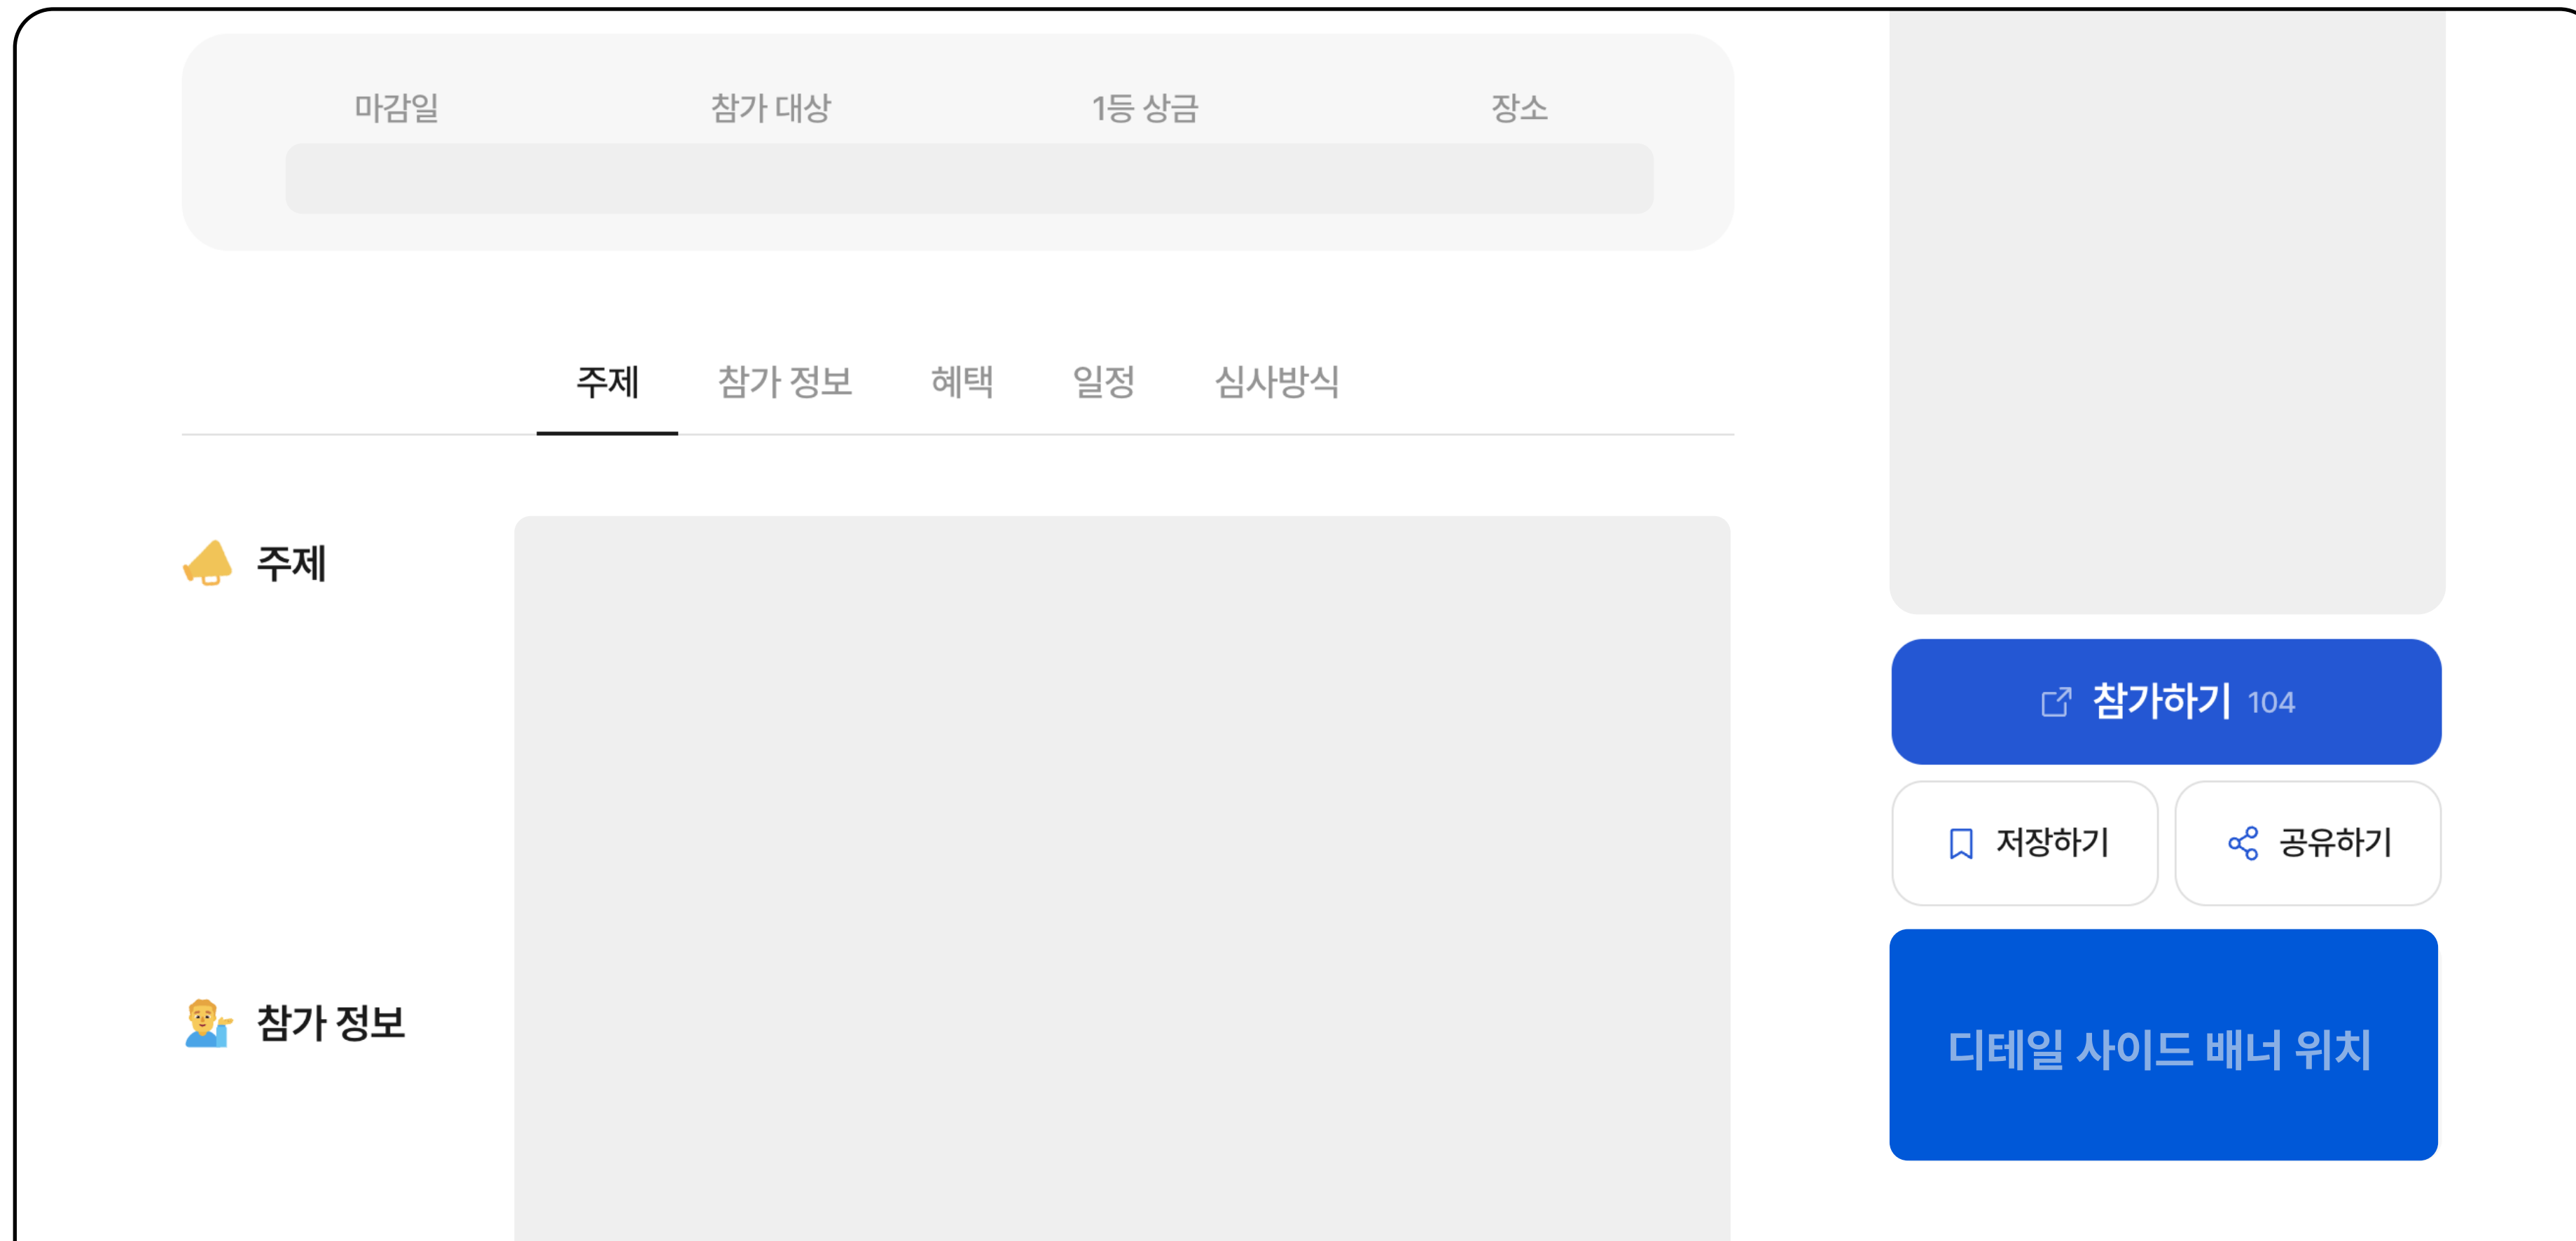 마감일 참가 대상 1등 상금 장소
주제 참가 정보 혜택 일정 심사방식
주제
참가 정보
참가하기 104
저장하기 공유하기
디테일 사이드 배너 위치